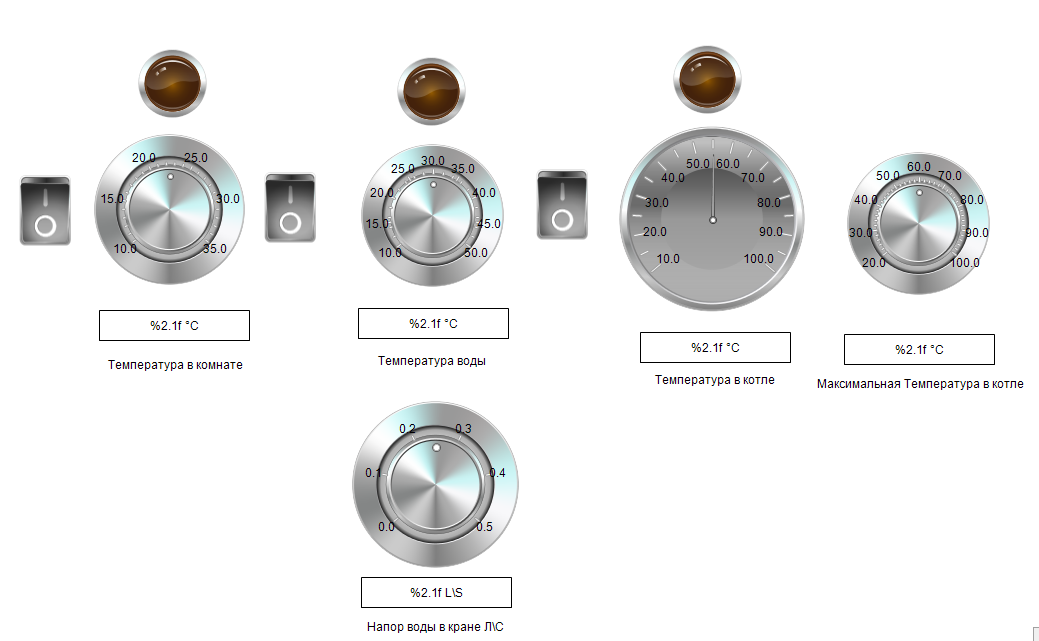 10.0 15.0 20.0 25.0 30.0 35.0
%2.1f °C
Температура в комнате
10.0 15.0 20.0 25.0 30.0 35.0 40.0 45.0 50.0
%2.1f °C
Температура воды
0.0 0.1 0.2 0.3 0.4 0.5
%2.1f L\S
Напор воды в кране Л\С
10.0 20.0 30.0 40.0 50.0 60.0 70.0 80.0 90.0 100.0
%2.1f °C
Температура в котле
20.0 30.0 40.0 50.0 60.0 70.0 80.0 90.0 100.0
%2.1f °C
Максимальная Температура в котле